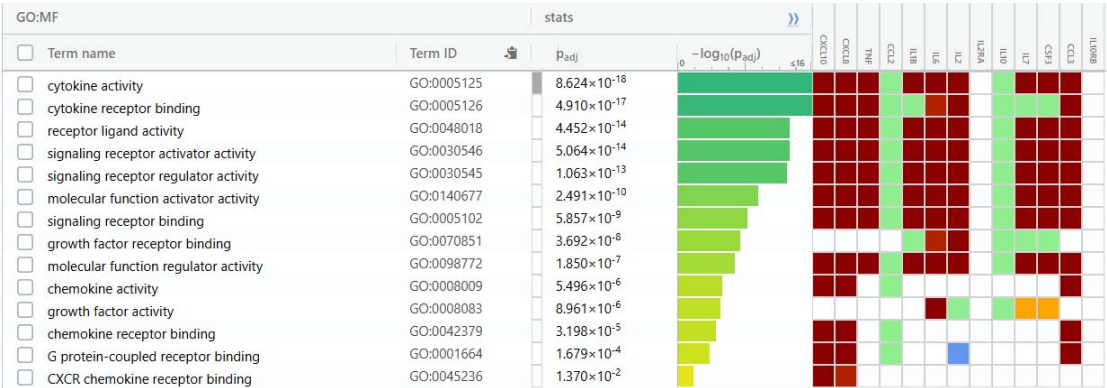 GO:MF stats »
Term name Term ID Padj −log10(padj) 0 ≤16 CXCL10 CXCL8 TNF CCL2 IL1B IL6 IL2 IL2RA IL10 IL7 CSF3 CCL3 IL10RB
cytokine activity GO:0005125 8.624×10-18
cytokine receptor binding GO:0005126 4.910×10-17
receptor ligand activity GO:0048018 4.452×10-14
signaling receptor activator activity GO:0030546 5.064×10-14
signaling receptor regulator activity GO:0030545 1.063×10-13
molecular function activator activity GO:0140677 2.491×10-10
signaling receptor binding GO:0005102 5.857×10-9
growth factor receptor binding GO:0070851 3.692×10-8
molecular function regulator activity GO:0098772 1.850×10-7
chemokine activity GO:0008009 5.496×10-6
growth factor activity GO:0008083 8.961×10-6
chemokine receptor binding GO:0042379 3.198×10-5
G protein-coupled receptor binding GO:0001664 1.679×10-4
CXCR chemokine receptor binding GO:0045236 1.370×10-2